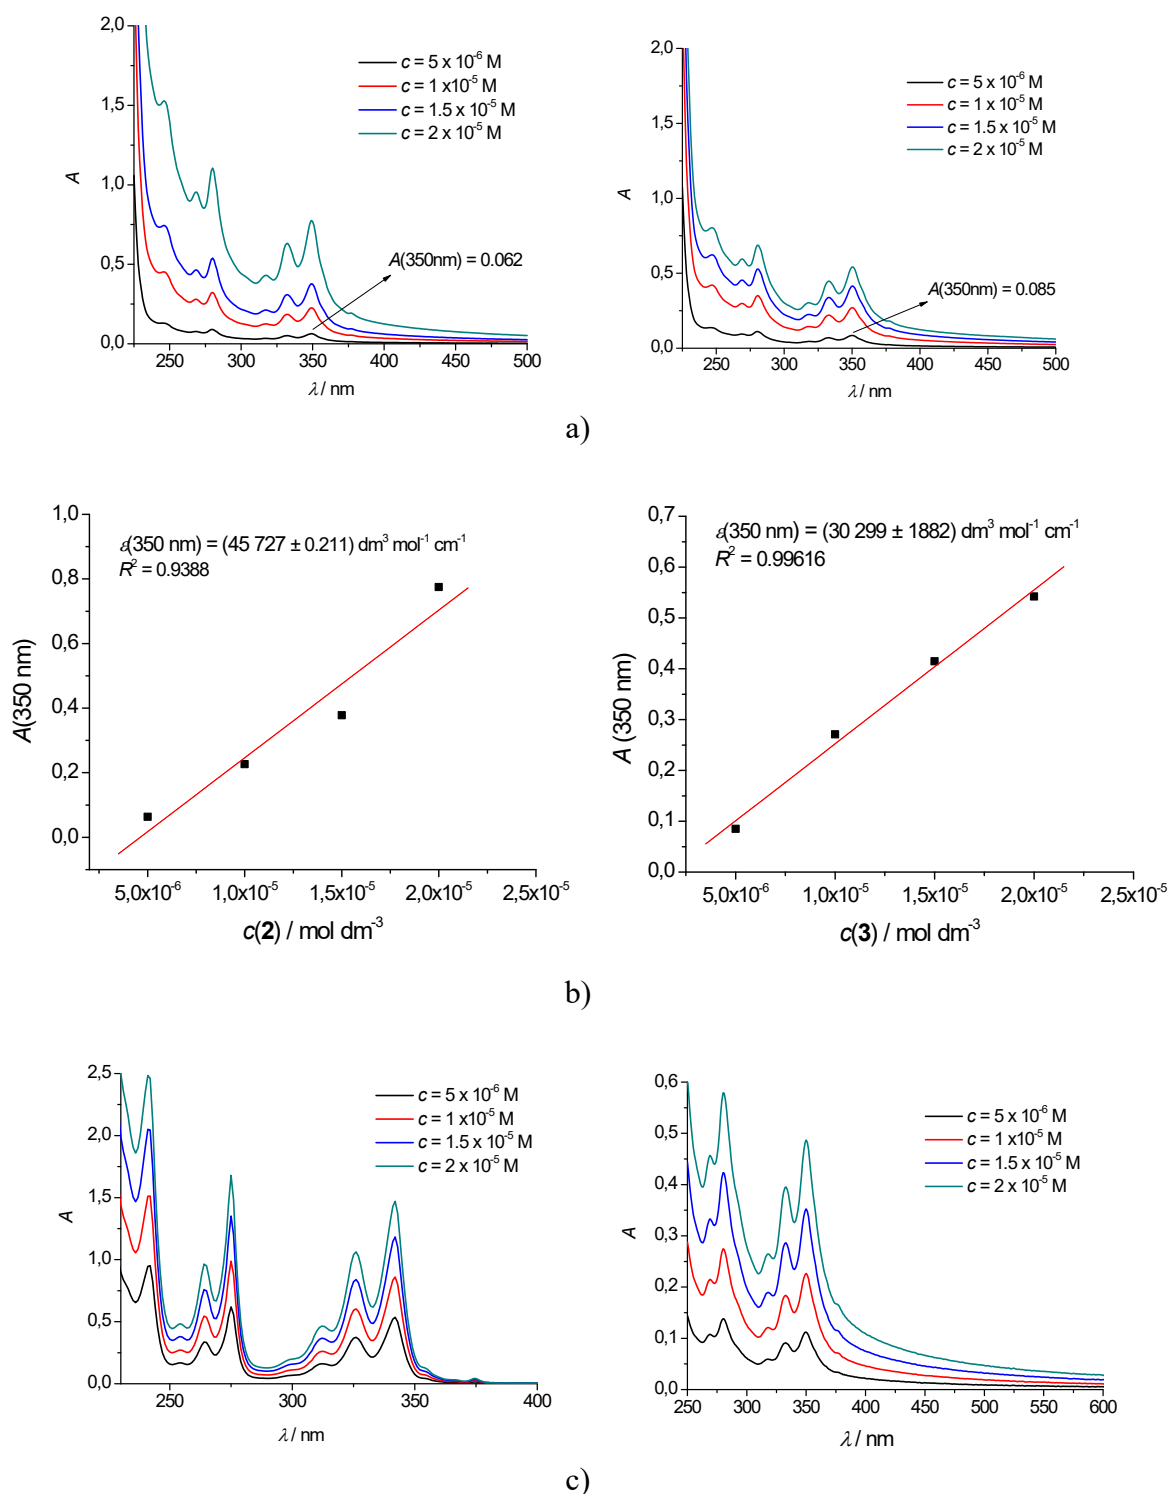 2,0
1,5
1,0
0,5
0,0
A
c = 5 x 10⁻⁶ M
c = 1 x10⁻⁵ M
c = 1.5 x 10⁻⁵ M
c = 2 x 10⁻⁵ M
A(350nm) = 0.062
250 300 350 400 450 500
λ / nm
2,0
1,5
1,0
0,5
0,0
A
c = 5 x 10⁻⁶ M
c = 1 x 10⁻⁵ M
c = 1.5 x 10⁻⁵ M
c = 2 x 10⁻⁵ M
A(350nm) = 0.085
250 300 350 400 450 500
λ / nm
a)
1,0
0,8
0,6
0,4
0,2
0,0
A(350 nm)
ε(350 nm) = (45 727 ± 0.211) dm³ mol⁻¹ cm⁻¹
R² = 0.9388
5,0x10⁻⁶ 1,0x10⁻⁵ 1,5x10⁻⁵ 2,0x10⁻⁵ 2,5x10⁻⁵
c(2) / mol dm⁻³
0,7
0,6
0,5
0,4
0,3
0,2
0,1
0,0
A (350 nm)
ε(350 nm) = (30 299 ± 1882) dm³ mol⁻¹ cm⁻¹
R² = 0.99616
5,0x10⁻⁶ 1,0x10⁻⁵ 1,5x10⁻⁵ 2,0x10⁻⁵ 2,5x10⁻⁵
c(3) / mol dm⁻³
b)
2,5
2,0
1,5
1,0
0,5
0,0
A
c = 5 x 10⁻⁶ M
c = 1 x10⁻⁵ M
c = 1.5 x 10⁻⁵ M
c = 2 x 10⁻⁵ M
250 300 350 400
λ / nm
0,6
0,5
0,4
0,3
0,2
0,1
0,0
A
c = 5 x 10⁻⁶ M
c = 1 x10⁻⁵ M
c = 1.5 x 10⁻⁵ M
c = 2 x 10⁻⁵ M
250 300 350 400 450 500 550 600
λ / nm
c)